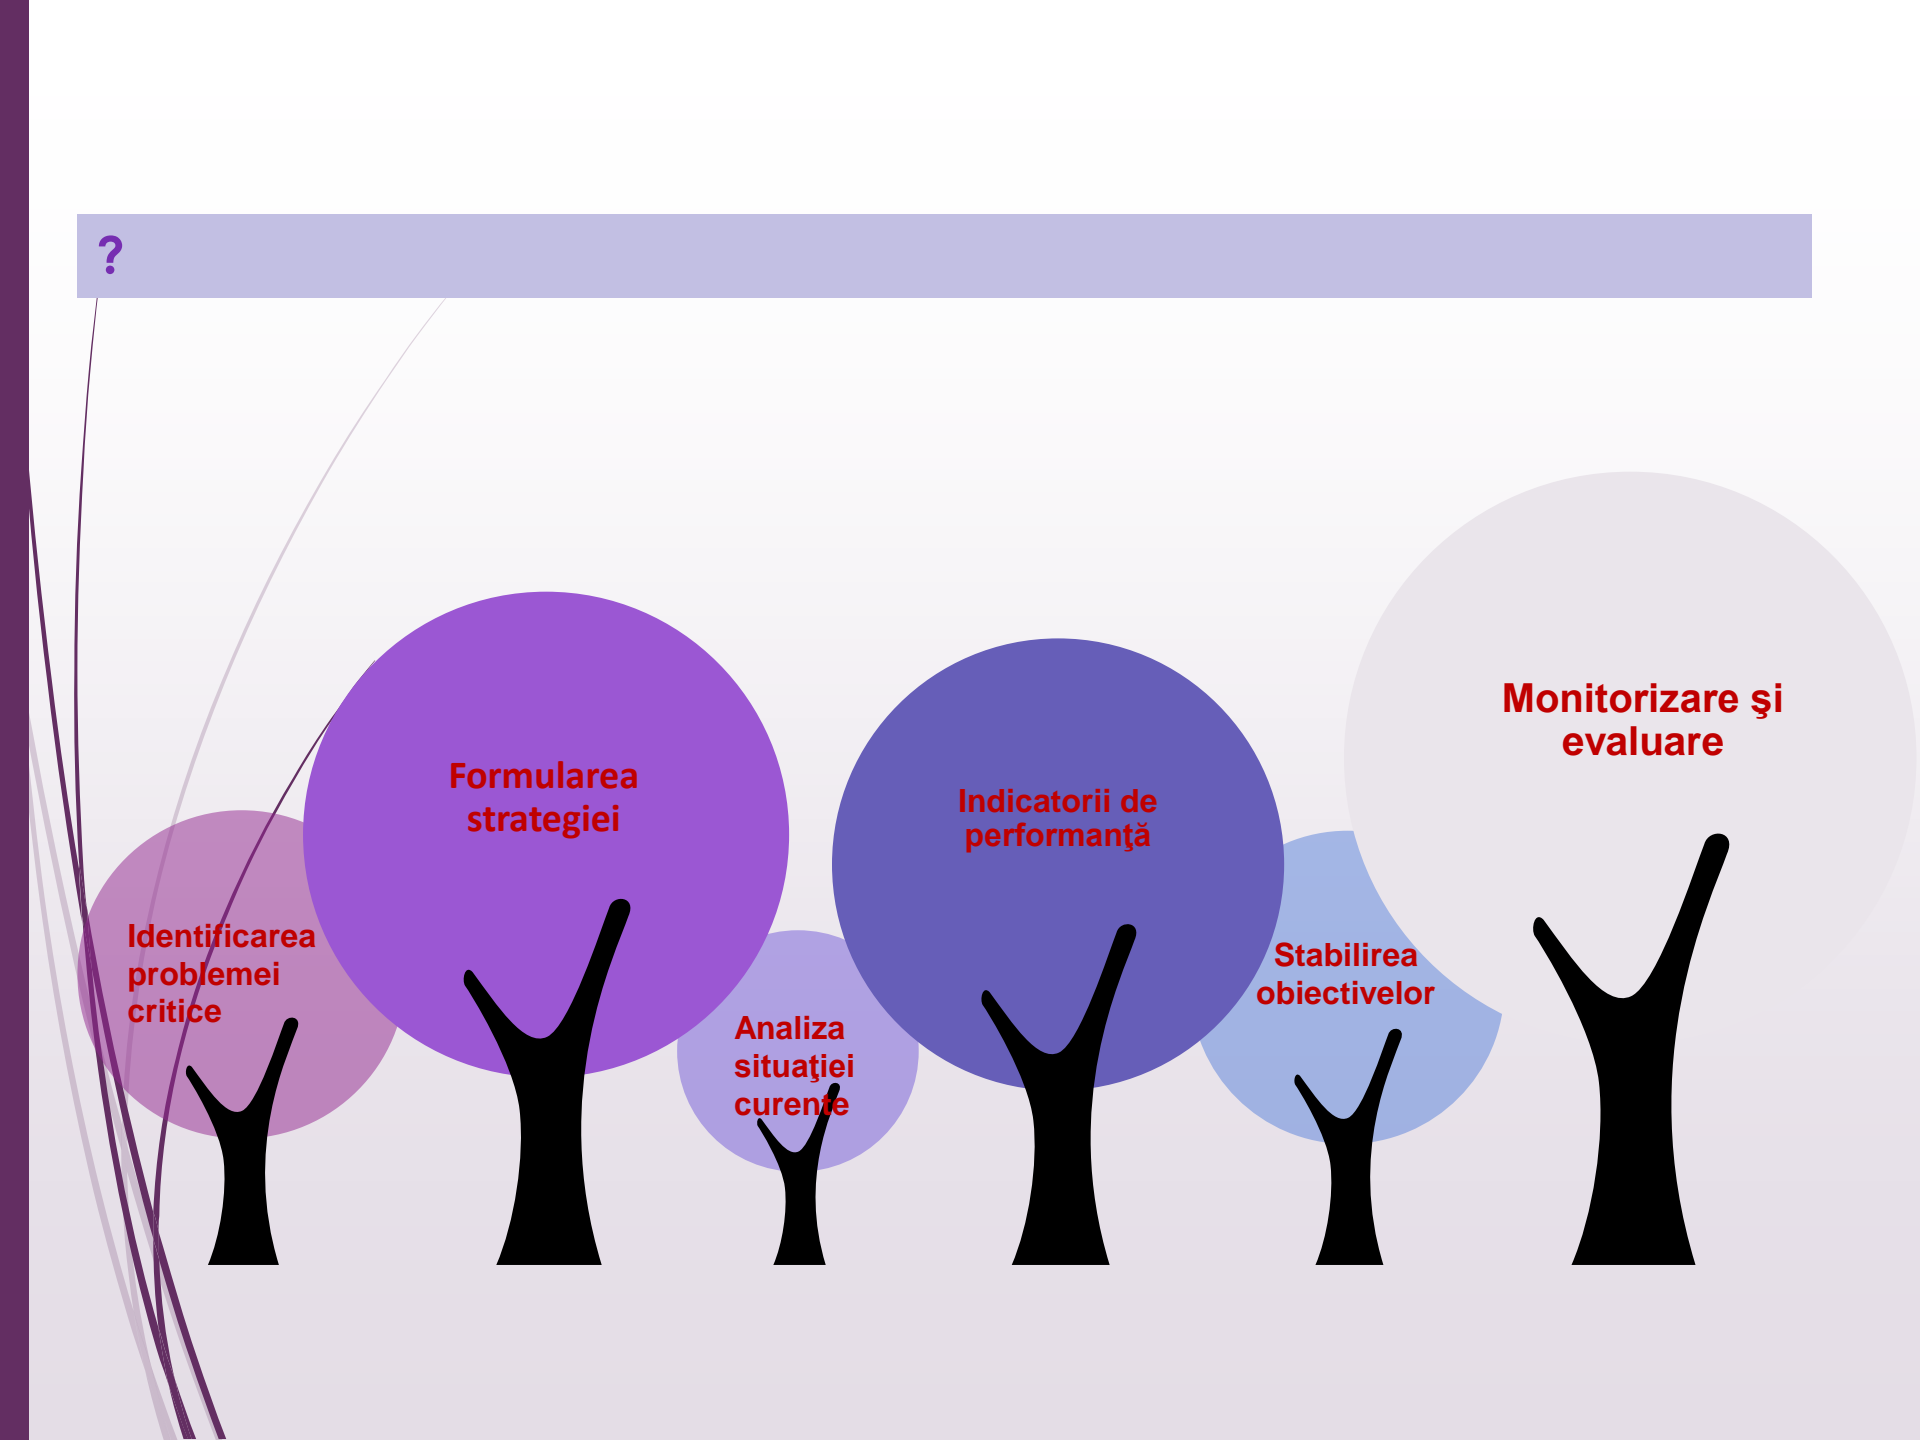 ?
Identificarea
problemei
critice
Formularea
strategiei
Analiza
situaţiei
curente
Indicatorii de
performanţă
Stabilirea
obiectivelor
Monitorizare şi
evaluare